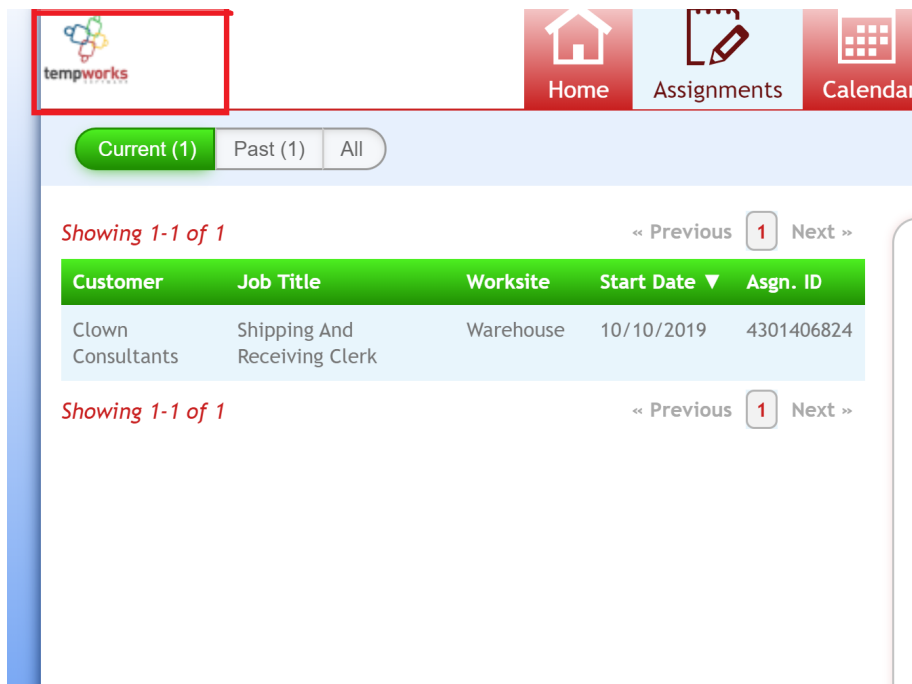 tempworks
SOFTWARE
Home
Assignments
Calendar
Current (1)
Past (1)
All
Showing 1-1 of 1
« Previous 1 Next »
Customer Job Title Worksite Start Date ▼ Asgn. ID
Clown Shipping And Warehouse 10/10/2019 4301406824
Consultants Receiving Clerk
Showing 1-1 of 1
« Previous 1 Next »